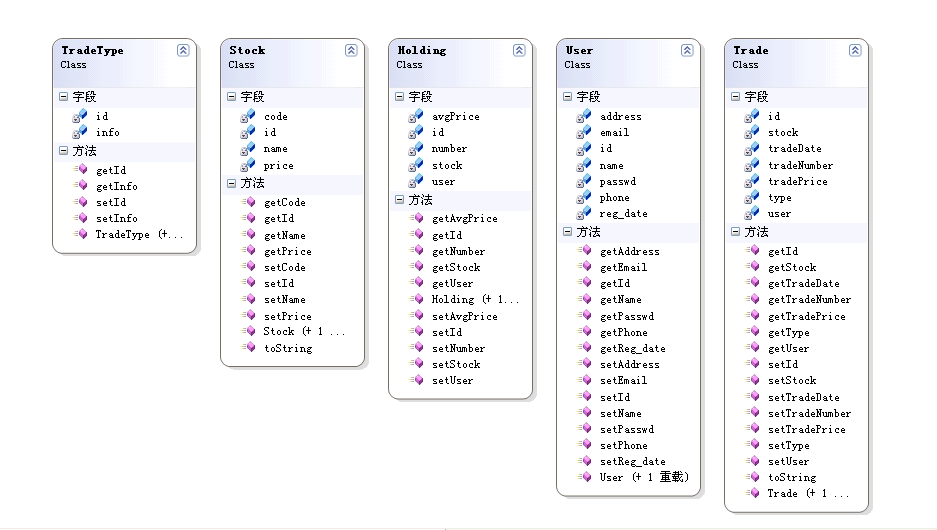 TradeType
Class
字段
id
info
方法
getId
getInfo
setId
setInfo
TradeType (+...
Stock
Class
字段
code
id
name
price
方法
getCode
getId
getName
getPrice
setCode
setId
setName
setPrice
Stock (+ 1 ...
toString
Holding
Class
字段
avgPrice
id
number
stock
user
方法
getAvgPrice
getId
getNumber
getStock
getUser
Holding (+ 1...
setAvgPrice
setId
setNumber
setStock
setUser
User
Class
字段
address
email
id
name
passwd
phone
reg_date
方法
getAddress
getEmail
getId
getName
getPasswd
getPhone
getReg_date
setAddress
setEmail
setId
setName
setPasswd
setPhone
setReg_date
User (+ 1 重载)
Trade
Class
字段
id
stock
tradeDate
tradeNumber
tradePrice
type
user
方法
getId
getStock
getTradeDate
getTradeNumber
getTradePrice
getType
getUser
setId
setStock
setTradeDate
setTradeNumber
setTradePrice
setType
setUser
toString
Trade (+ 1 ...